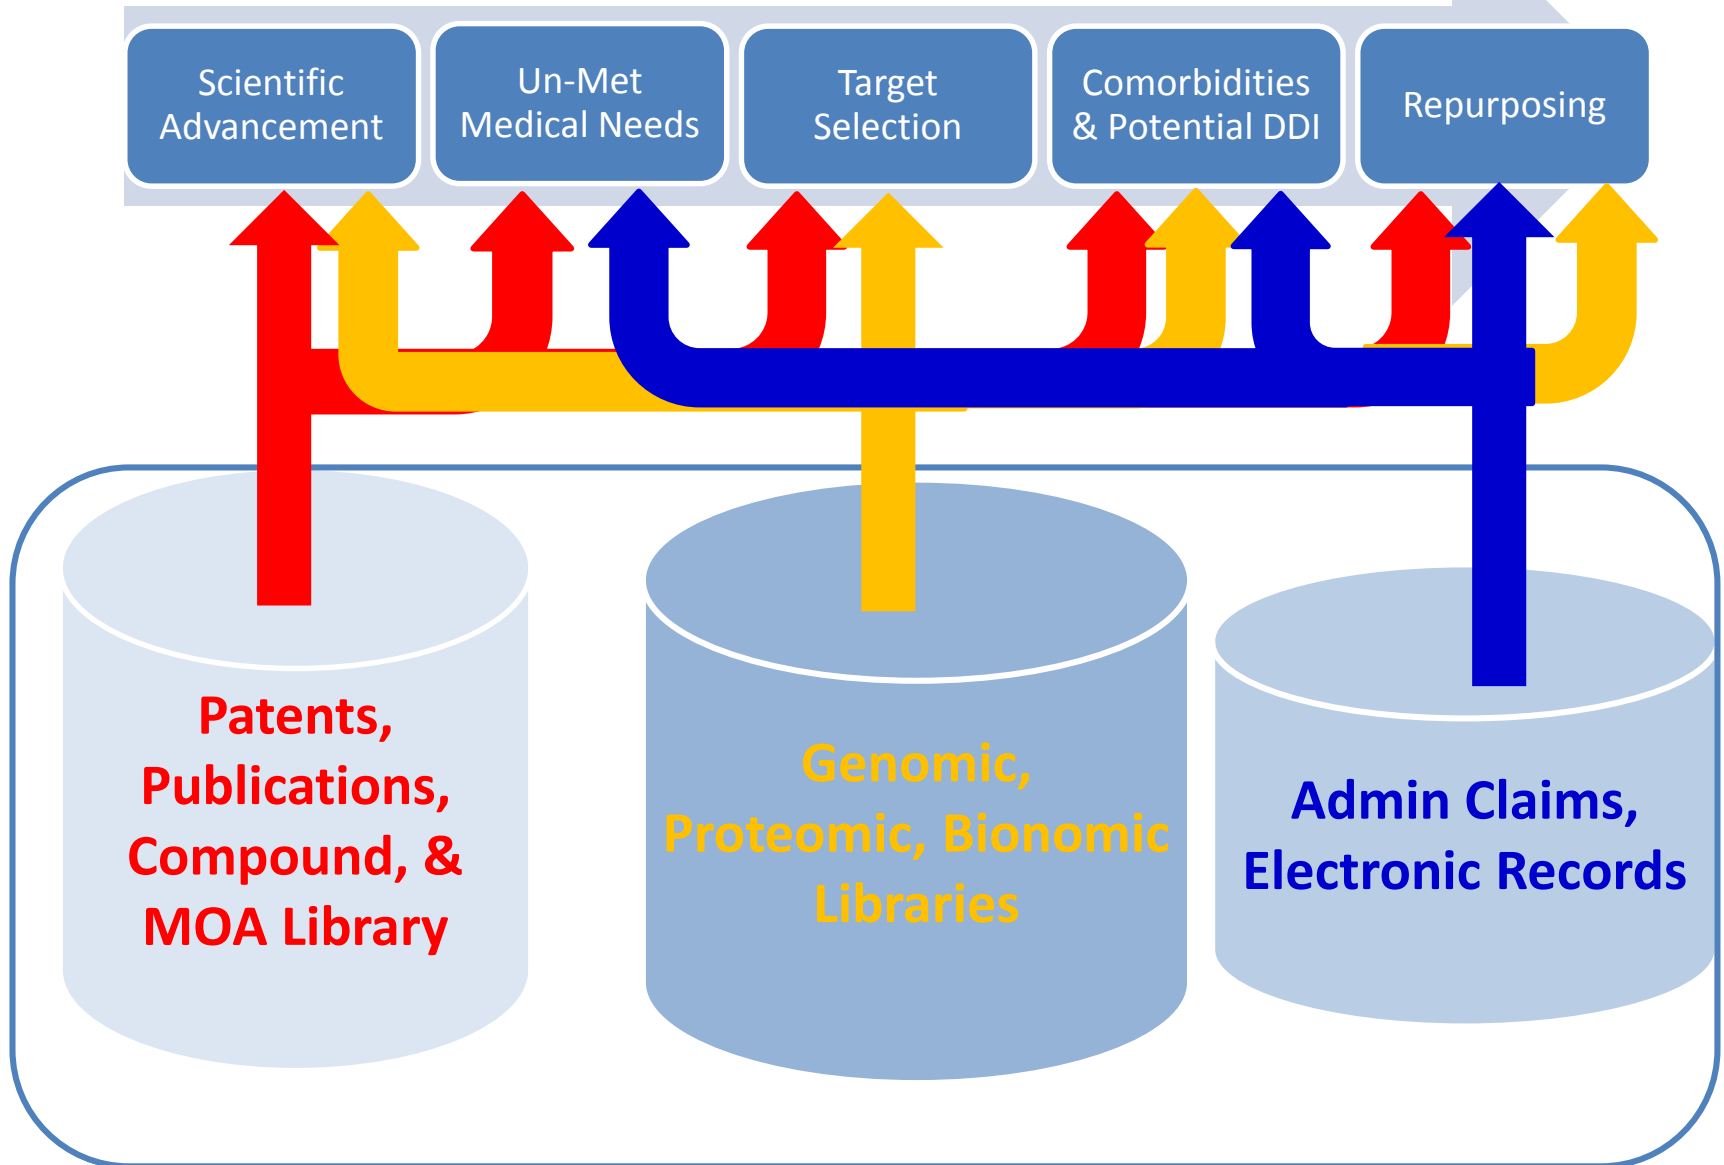 Scientific
Advancement
Un-Met
Medical Needs
Target
Selection
Comorbidities
& Potential DDI
Repurposing
Patents,
Publications,
Compound, &
MOA Library
Genomic,
Proteomic, Bionomic
Libraries
Admin Claims,
Electronic Records